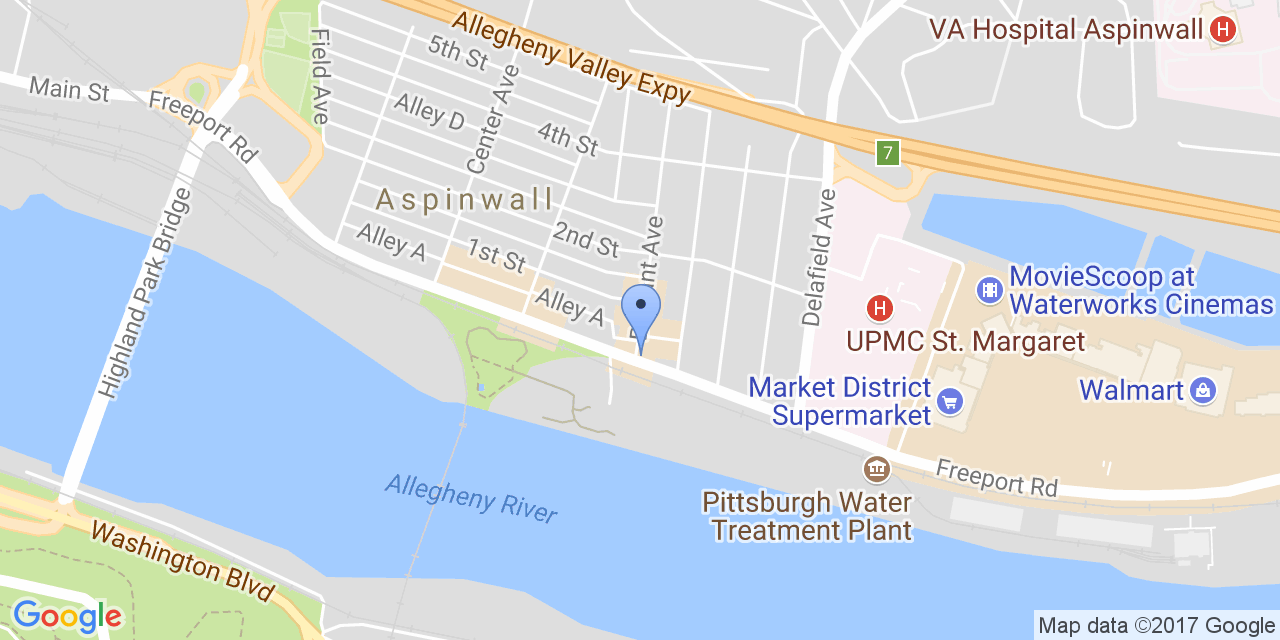 Allegheny Valley Expy
VA Hospital Aspinwall
H
5th St
Field Ave
Main St
Freeport Rd
Alley D
Center Ave
4th St
7
Aspinwall
Highland Park Bridge
Alley A
1st St
2nd St
Alley A
Delafield Ave
MovieScoop at
Waterworks Cinemas
H
UPMC St. Margaret
Market District
Supermarket
Walmart
Freeport Rd
Pittsburgh Water
Treatment Plant
Allegheny River
Washington Blvd
Google
Map data ©2017 Google